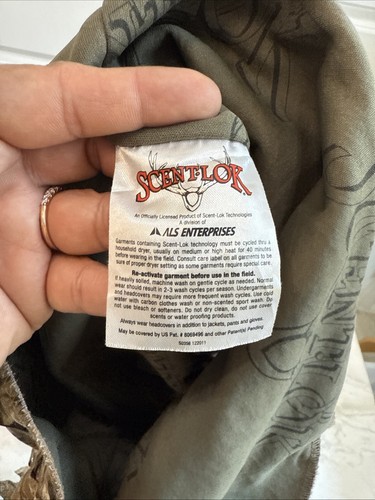 SCENT-LOK
An Officially Licensed Product of Scent-Lok Technologies
A division of
ALS ENTERPRISES
Garments containing Scent-Lok technology must be cycled thru a
household dryer, usually on medium or high heat for 40 minutes
before wearing in the field. Consult care label on all garments to be
sure of proper dryer setting as some garments require special care.
Re-activate garment before use in the field.
If heavily soiled, machine wash on gentle cycle as needed. Normal
wear should result in 2-3 wash cycles per season. Undergarments
and headcovers may require more frequent wash cycles. Use cold
water with carbon clothes wash or non-scented sport wash. Do
not use bleach or softeners. Do not dry clean, do not use cover
scents or water proofing products.
Always wear headcovers in addition to jackets, pants and gloves.
May be covered by US Pat. # 8069496 and other Patent(s) Pending
122011